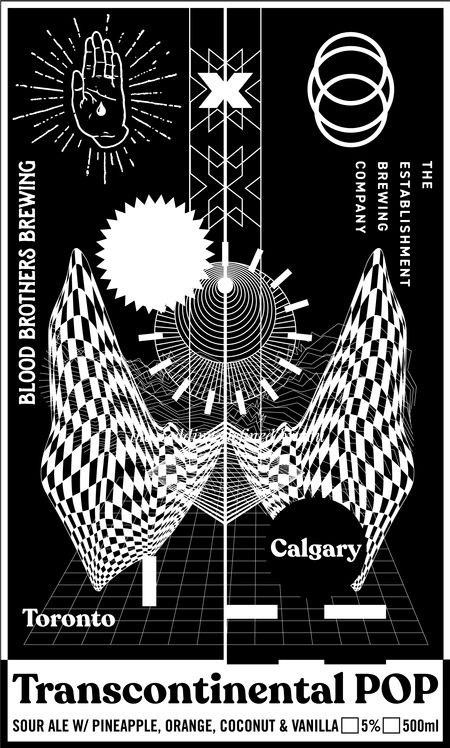 BLOOD BROTHERS BREWING
X
THE
ESTABLISHMENT
BREWING
COMPANY
Calgary
Toronto
Transcontinental POP
SOUR ALE W/ PINEAPPLE, ORANGE, COCONUT & VANILLA □ 5% □ 500ml